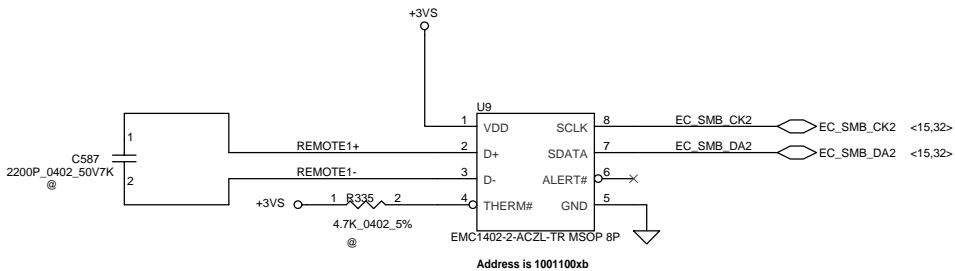 +3VS
U9
1 VDD SCLK 8 EC_SMB_CK2 EC_SMB_CK2 <15,32>
2 D+ SDATA 7 EC_SMB_DA2 EC_SMB_DA2 <15,32>
3 D- ALERT# 6
4 THERM# GND 5
REMOTE1+
REMOTE1-
1
C587
2200P_0402_50V7K
2
@
+3VS 1 R335 2
4.7K_0402_5%
@
EMC1402-2-ACZL-TR MSOP 8P
Address is 1001100xb